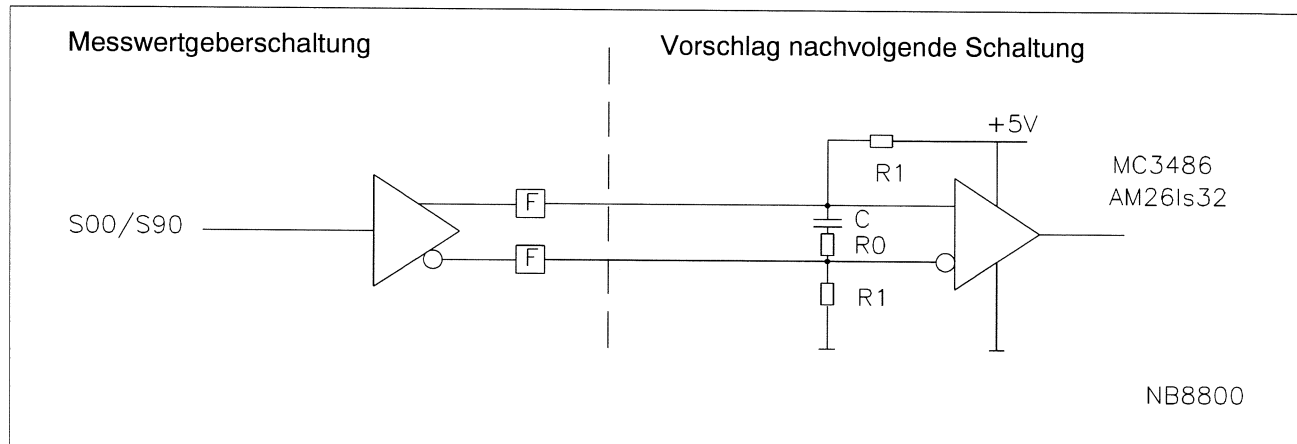 Messwertgeberschaltung
Vorschlag nachvolgende Schaltung
+5V
R1
MC3486
AM26ls32
F
S00/S90
C
R0
F
R1
NB8800